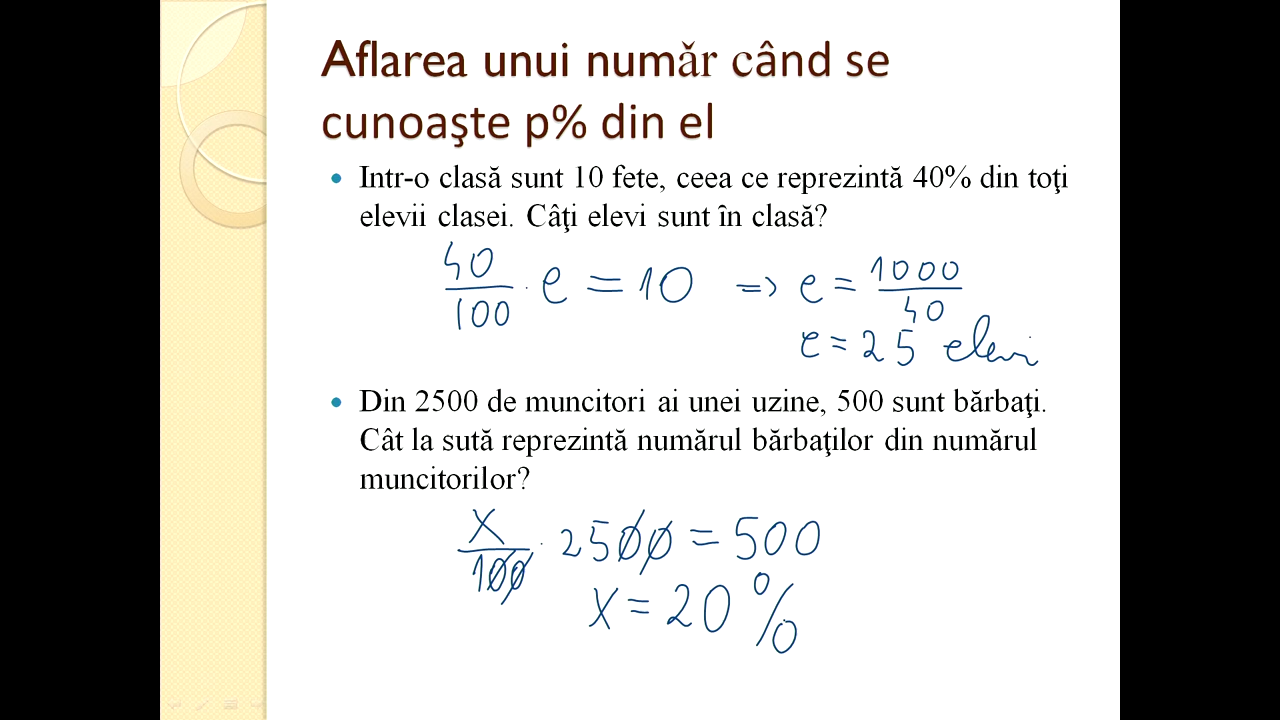 Aflarea unui număr când se
cunoaşte p% din el
Intr-o clasă sunt 10 fete, ceea ce reprezintă 40% din toţi
elevii clasei. Câţi elevi sunt în clasă?
40/100 · e = 10 => e = 1000/40
e = 25 elevi
Din 2500 de muncitori ai unei uzine, 500 sunt bărbaţi.
Cât la sută reprezintă numărul bărbaţilor din numărul
muncitorilor?
x/100 · 2500 = 500
x = 20 %